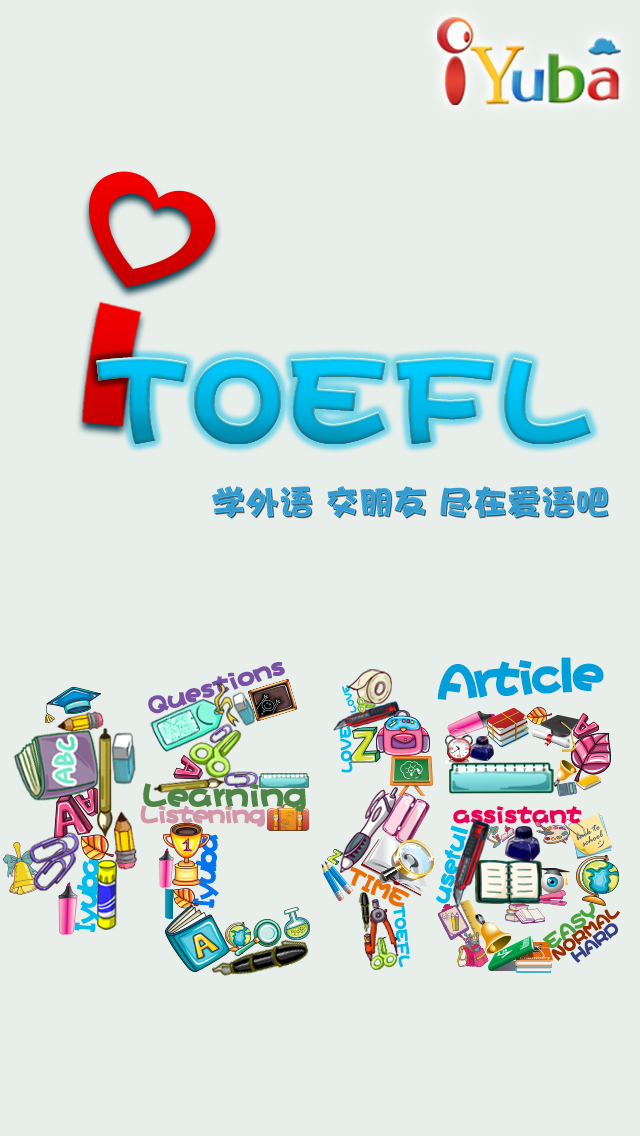 iYuba
iTOEFL
学外语 交朋友 尽在爱语吧
Questions
Learning
Listening
ABC
A
A
1
A
Iyuba
Iyuba
LOVE
LOVE
Z
TIME
TOEFL
Article
assistant
useful
back to
school
EASY
NORMAL
HARD